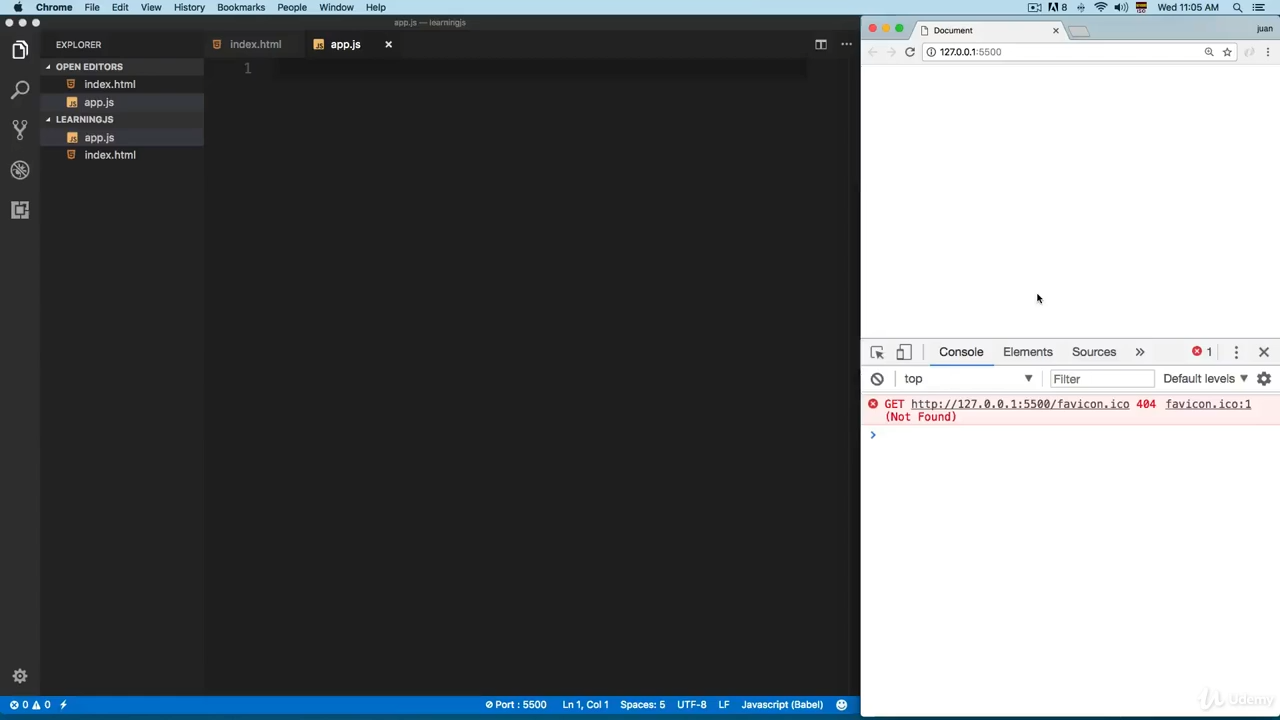 Chrome File Edit View History Bookmarks People Window Help 8 Wed 11:05 AM
app.js — learningjs
EXPLORER
OPEN EDITORS
index.html
app.js
LEARNINGJS
app.js
index.html
index.html app.js
1
Document juan
127.0.0.1:5500
Console Elements Sources » 1
top Filter Default levels
GET http://127.0.0.1:5500/favicon.ico 404 favicon.ico:1
(Not Found)
0 0 Port : 5500 Ln 1, Col 1 Spaces: 5 UTF-8 LF Javascript (Babel)
Udemy